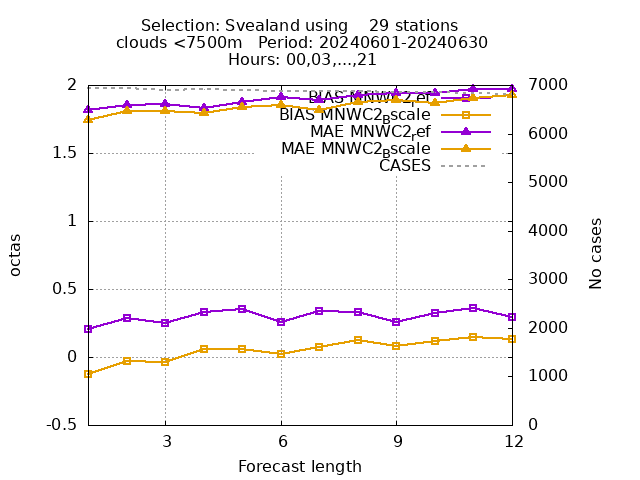 Selection: Svealand using    29 stations
clouds <7500m   Period: 20240601-20240630
Hours: 00,03,...,21
2
1.5
1
0.5
0
-0.5
7000
6000
5000
4000
3000
2000
1000
0
BIAS MNWC2_ref
BIAS MNWC2_Bscale
MAE MNWC2_ref
MAE MNWC2_Bscale
CASES
octas
No cases
3
6
9
12
Forecast length